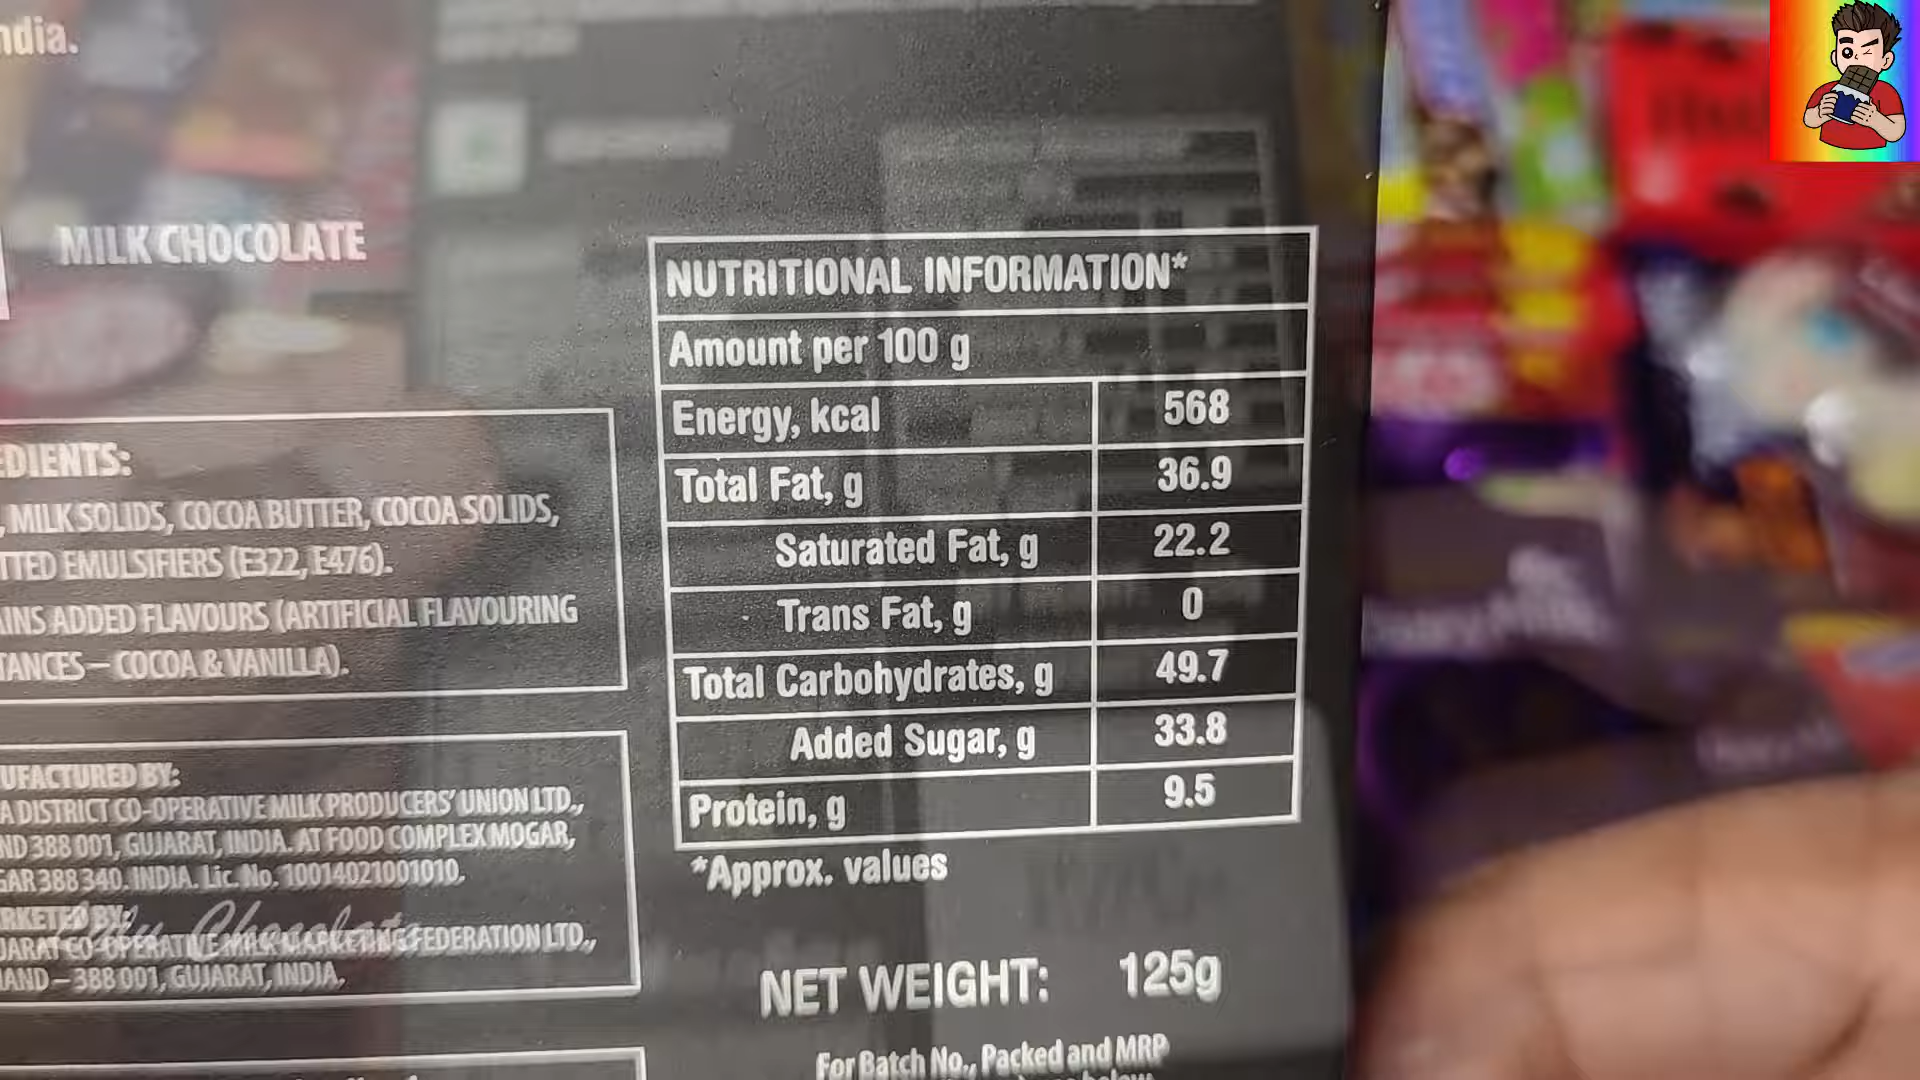 ndia.
MILK CHOCOLATE
EDIENTS:
, MILK SOLIDS, COCOA BUTTER, COCOA SOLIDS,
TTED EMULSIFIERS (E322, E476).
AINS ADDED FLAVOURS (ARTIFICIAL FLAVOURING
TANCES – COCOA & VANILLA).
UFACTURED BY:
A DISTRICT CO-OPERATIVE MILK PRODUCERS' UNION LTD.,
ND 388 001, GUJARAT, INDIA. AT FOOD COMPLEX MOGAR,
GAR 388 340. INDIA. Lic. No. 10014021001010.
RKETED BY:
JARAT CO-OPERATIVE MILK MARKETING FEDERATION LTD.,
AND – 388 001, GUJARAT, INDIA.
NUTRITIONAL INFORMATION*
Amount per 100 g
Energy, kcal 568
Total Fat, g 36.9
Saturated Fat, g 22.2
Trans Fat, g 0
Total Carbohydrates, g 49.7
Added Sugar, g 33.8
Protein, g 9.5
*Approx. values
NET WEIGHT: 125g
For Batch No., Packed and MRP